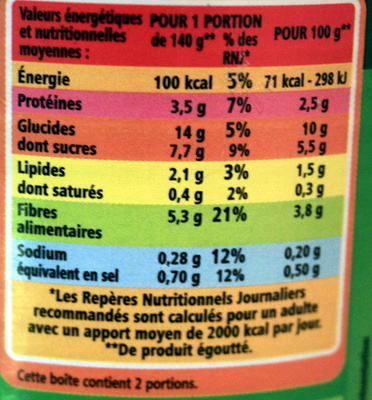 Valeurs énergétiques POUR 1 PORTION
et nutritionnelles de 140 g** % des POUR 100 g**
moyennes : RNJ*
Énergie 100 kcal 5% 71 kcal - 298 kJ
Protéines 3,5 g 7% 2,5 g
Glucides 14 g 5% 10 g
dont sucres 7,7 g 9% 5,5 g
Lipides 2,1 g 3% 1,5 g
dont saturés 0,4 g 2% 0,3 g
Fibres 5,3 g 21% 3,8 g
alimentaires
Sodium 0,28 g 12% 0,20 g
équivalent en sel 0,70 g 12% 0,50 g
*Les Repères Nutritionnels Journaliers
recommandés sont calculés pour un adulte
avec un apport moyen de 2000 kcal par jour.
**De produit égoutté.
Cette boîte contient 2 portions.